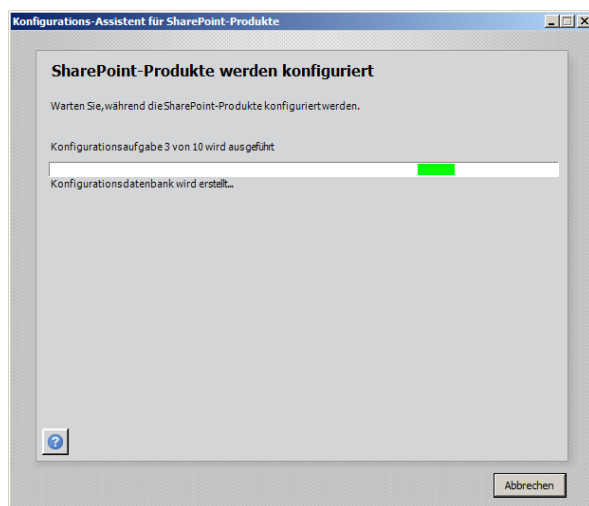 Konfigurations-Assistent für SharePoint-Produkte
SharePoint-Produkte werden konfiguriert
Warten Sie, während die SharePoint-Produkte konfiguriert werden.
Konfigurationsaufgabe 3 von 10 wird ausgeführt
Konfigurationsdatenbank wird erstellt...
?
Abbrechen